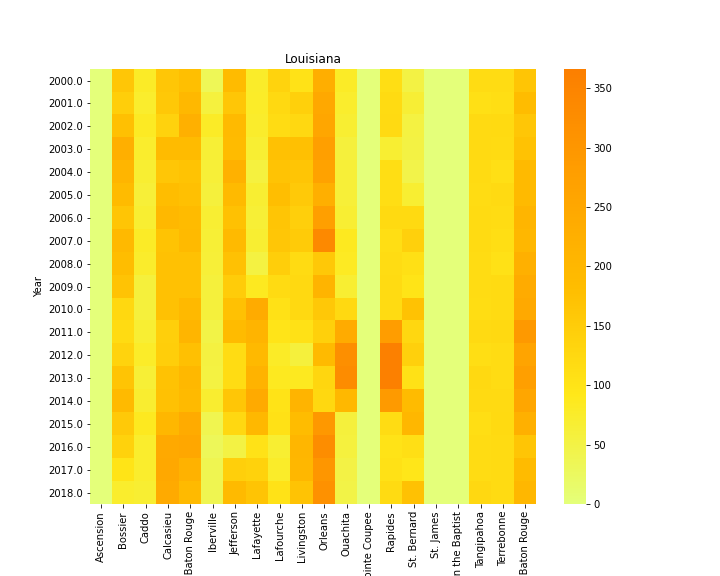 Louisiana
Year
2000.0
2001.0
2002.0
2003.0
2004.0
2005.0
2006.0
2007.0
2008.0
2009.0
2010.0
2011.0
2012.0
2013.0
2014.0
2015.0
2016.0
2017.0
2018.0
Ascension
Bossier
Caddo
Calcasieu
Baton Rouge
Iberville
Jefferson
Lafayette
Lafourche
Livingston
Orleans
Ouachita
ointe Coupee
Rapides
St. Bernard
St. James
n the Baptist
Tangipahoa
Terrebonne
Baton Rouge
350
300
250
200
150
100
50
0